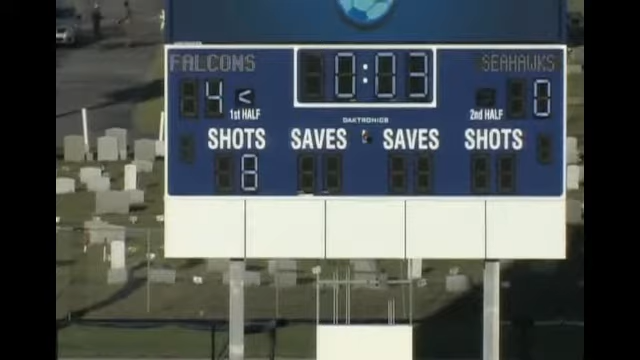 FALCONS 0:03 SEAHAWKS
4 < 1st HALF 2nd HALF 0
DAKTRONICS
SHOTS SAVES SAVES SHOTS
8